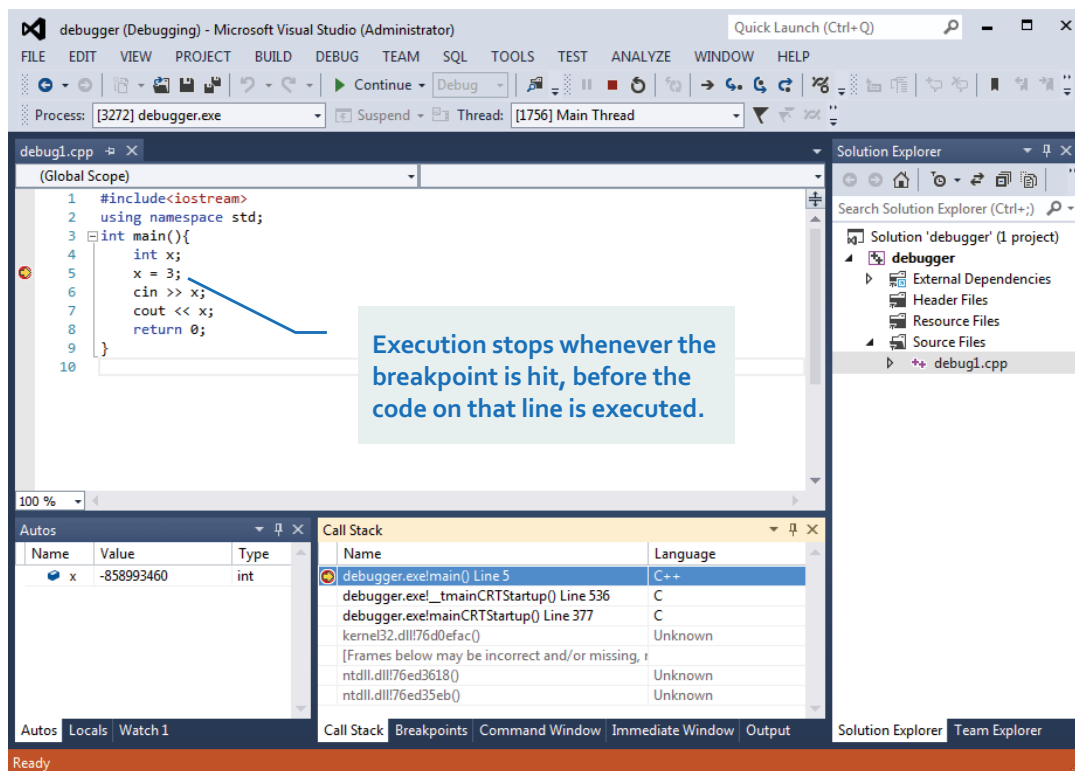 debugger (Debugging) - Microsoft Visual Studio (Administrator)
Quick Launch (Ctrl+Q)
FILE EDIT VIEW PROJECT BUILD DEBUG TEAM SQL TOOLS TEST ANALYZE WINDOW HELP
Continue Debug
Process: [3272] debugger.exe Suspend Thread: [1756] Main Thread
debug1.cpp
(Global Scope)
1 #include<iostream>
2 using namespace std;
3 int main(){
4 int x;
5 x = 3;
6 cin >> x;
7 cout << x;
8 return 0;
9 }
10
Execution stops whenever the
breakpoint is hit, before the
code on that line is executed.
100 %
Solution Explorer
Search Solution Explorer (Ctrl+;)
Solution 'debugger' (1 project)
debugger
External Dependencies
Header Files
Resource Files
Source Files
debug1.cpp
Autos
Name Value Type
x -858993460 int
Autos Locals Watch 1
Call Stack
Name Language
debugger.exe!main() Line 5 C++
debugger.exe!__tmainCRTStartup() Line 536 C
debugger.exe!mainCRTStartup() Line 377 C
kernel32.dll!76d0efac() Unknown
[Frames below may be incorrect and/or missing,
ntdll.dll!76ed3618() Unknown
ntdll.dll!76ed35eb() Unknown
Call Stack Breakpoints Command Window Immediate Window Output
Solution Explorer Team Explorer
Ready